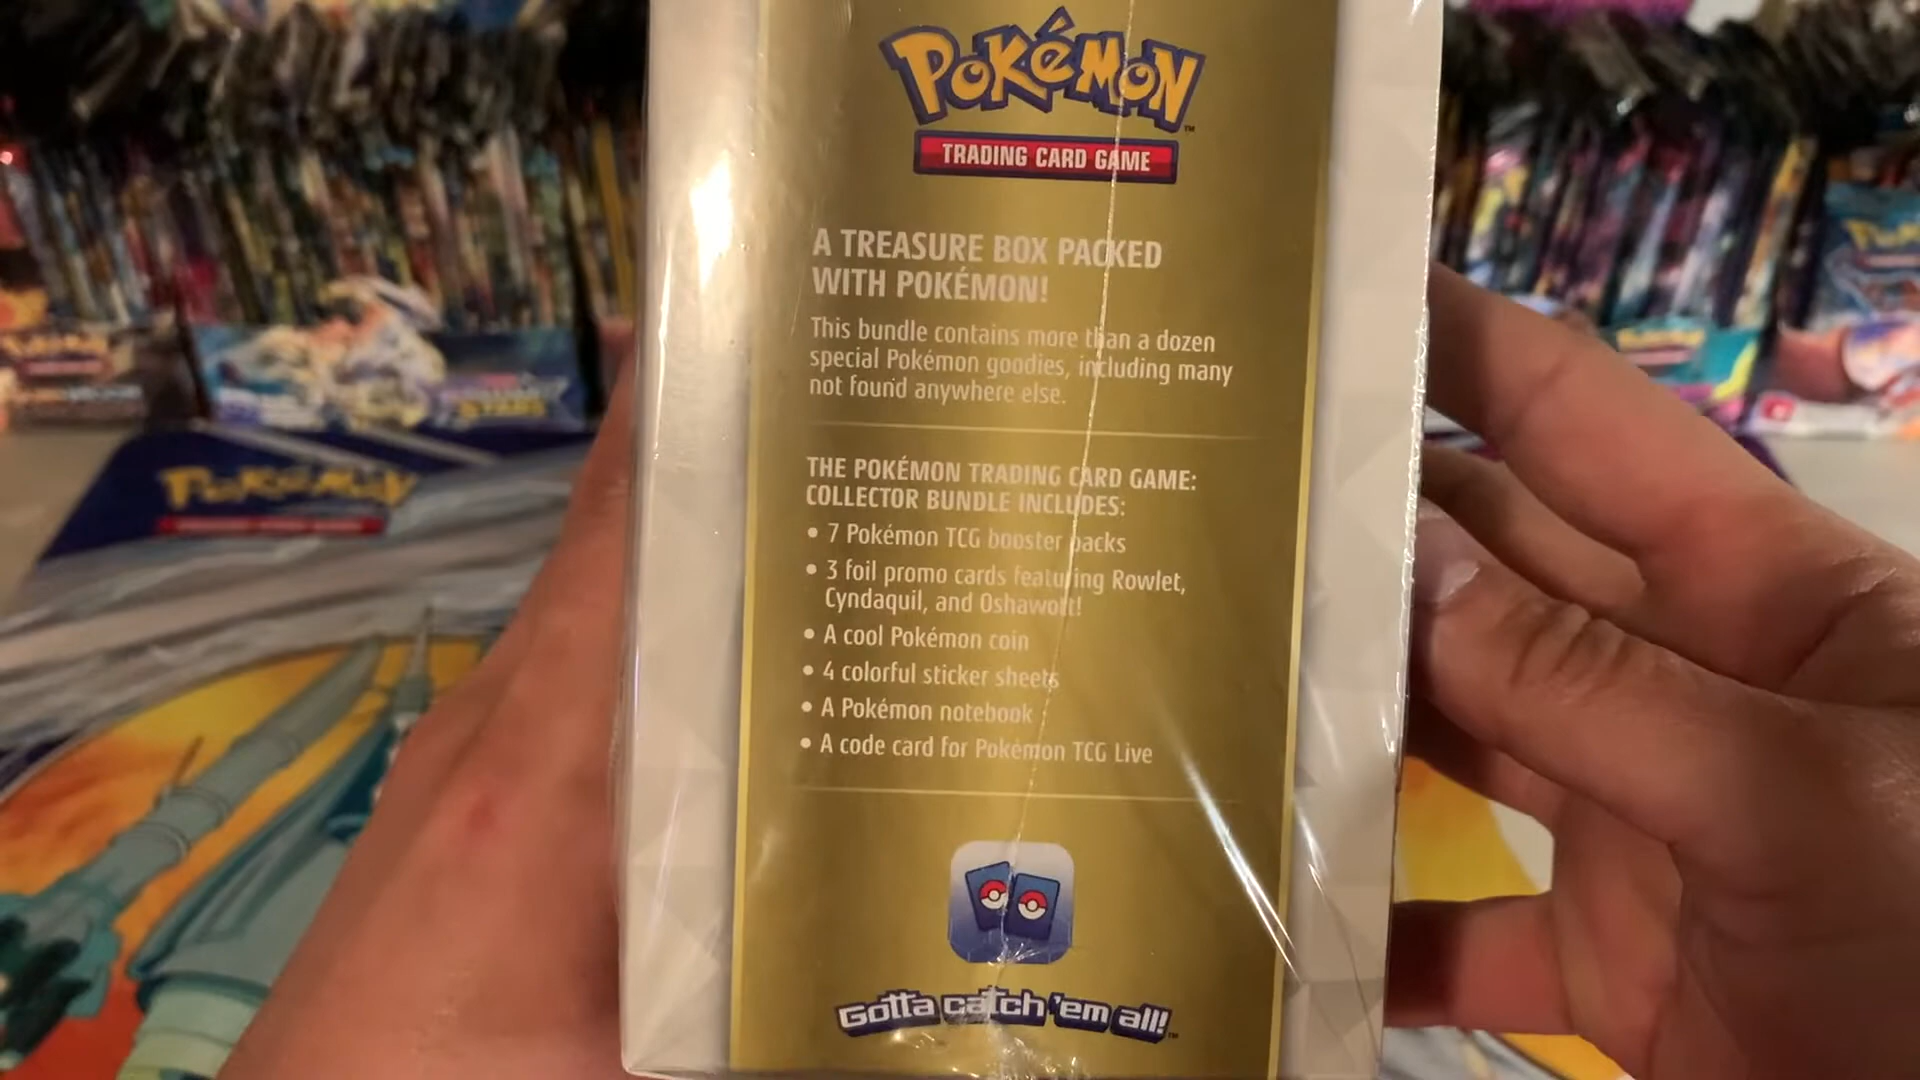 POKéMON
TRADING CARD GAME
A TREASURE BOX PACKED
WITH POKÉMON!
This bundle contains more than a dozen
special Pokémon goodies, including many
not found anywhere else.
THE POKÉMON TRADING CARD GAME:
COLLECTOR BUNDLE INCLUDES:
• 7 Pokémon TCG booster packs
• 3 foil promo cards featuring Rowlet,
Cyndaquil, and Oshawott!
• A cool Pokémon coin
• 4 colorful sticker sheets
• A Pokémon notebook
• A code card for Pokémon TCG Live
Gotta catch 'em all!
POKéMON